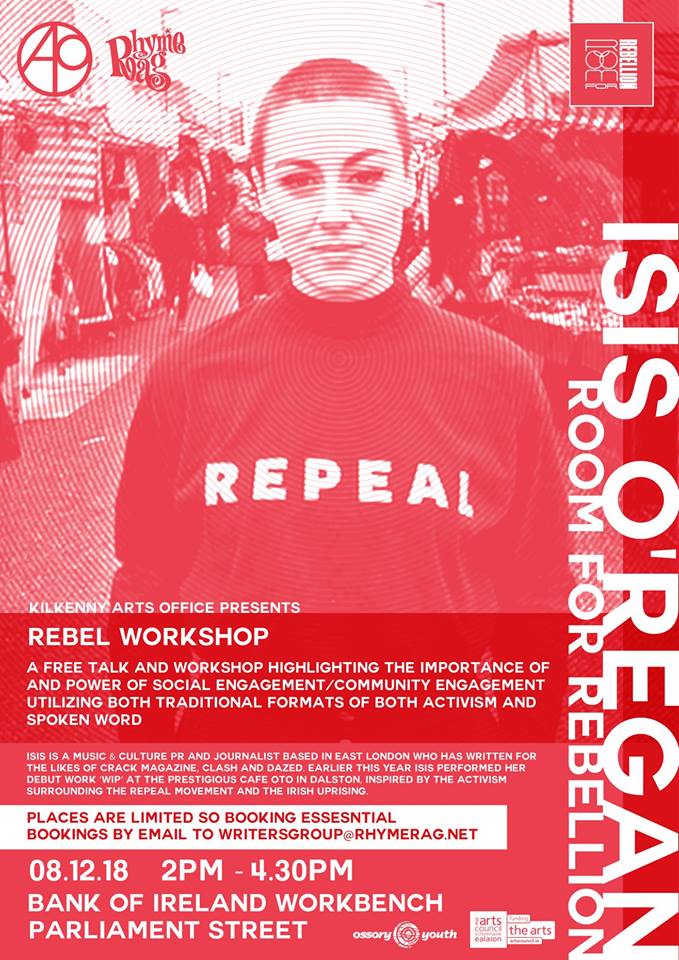 AO
Rhyme
Rag
ROOM
FOR
REBELLION
ISIS O'REGAN
ROOM FOR REBELLION
REPEAL
KILKENNY ARTS OFFICE PRESENTS
REBEL WORKSHOP
A FREE TALK AND WORKSHOP HIGHLIGHTING THE IMPORTANCE OF
AND POWER OF SOCIAL ENGAGEMENT/COMMUNITY ENGAGEMENT
UTILIZING BOTH TRADITIONAL FORMATS OF BOTH ACTIVISM AND
SPOKEN WORD
ISIS IS A MUSIC & CULTURE PR AND JOURNALIST BASED IN EAST LONDON WHO HAS WRITTEN FOR
THE LIKES OF CRACK MAGAZINE, CLASH AND DAZED. EARLIER THIS YEAR ISIS PERFORMED HER
DEBUT WORK 'WIP' AT THE PRESTIGIOUS CAFE OTO IN DALSTON, INSPIRED BY THE ACTIVISM
SURROUNDING THE REPEAL MOVEMENT AND THE IRISH UPRISING.
PLACES ARE LIMITED SO BOOKING ESSESNTIAL
BOOKINGS BY EMAIL TO WRITERSGROUP@RHYMERAG.NET
08.12.18 2PM - 4.30PM
BANK OF IRELAND WORKBENCH
PARLIAMENT STREET
ossory youth
the arts
council
ealaíon
funding
the arts
artscouncil.ie